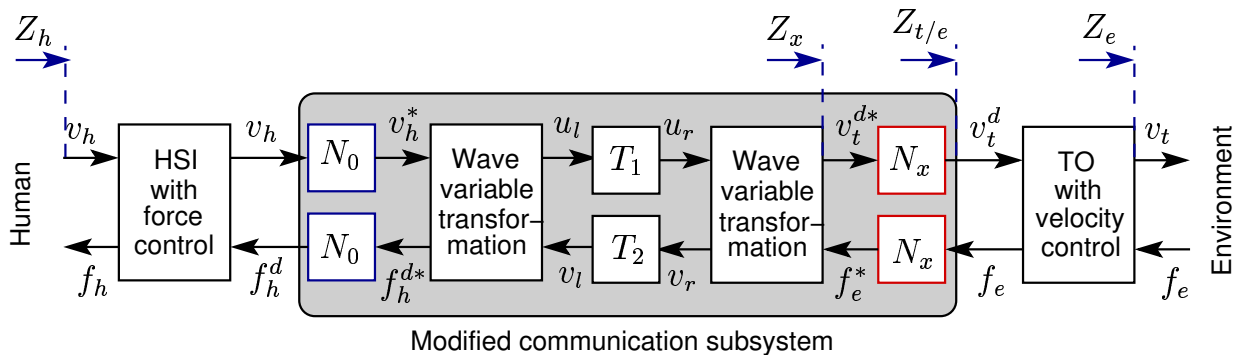 Z_h
Z_x
Z_{t/e}
Z_e
v_h
v_h
v_h^*
u_l
u_r
v_t^{d*}
v_t^d
v_t
Human
HSI
with
force
control
N_0
N_0
Wave
variable
transfor–
mation
T_1
T_2
Wave
variable
transfor–
mation
N_x
N_x
TO
with
velocity
control
Environment
f_h
f_h^d
f_h^{d*}
v_l
v_r
f_e^*
f_e
f_e
Modified communication subsystem